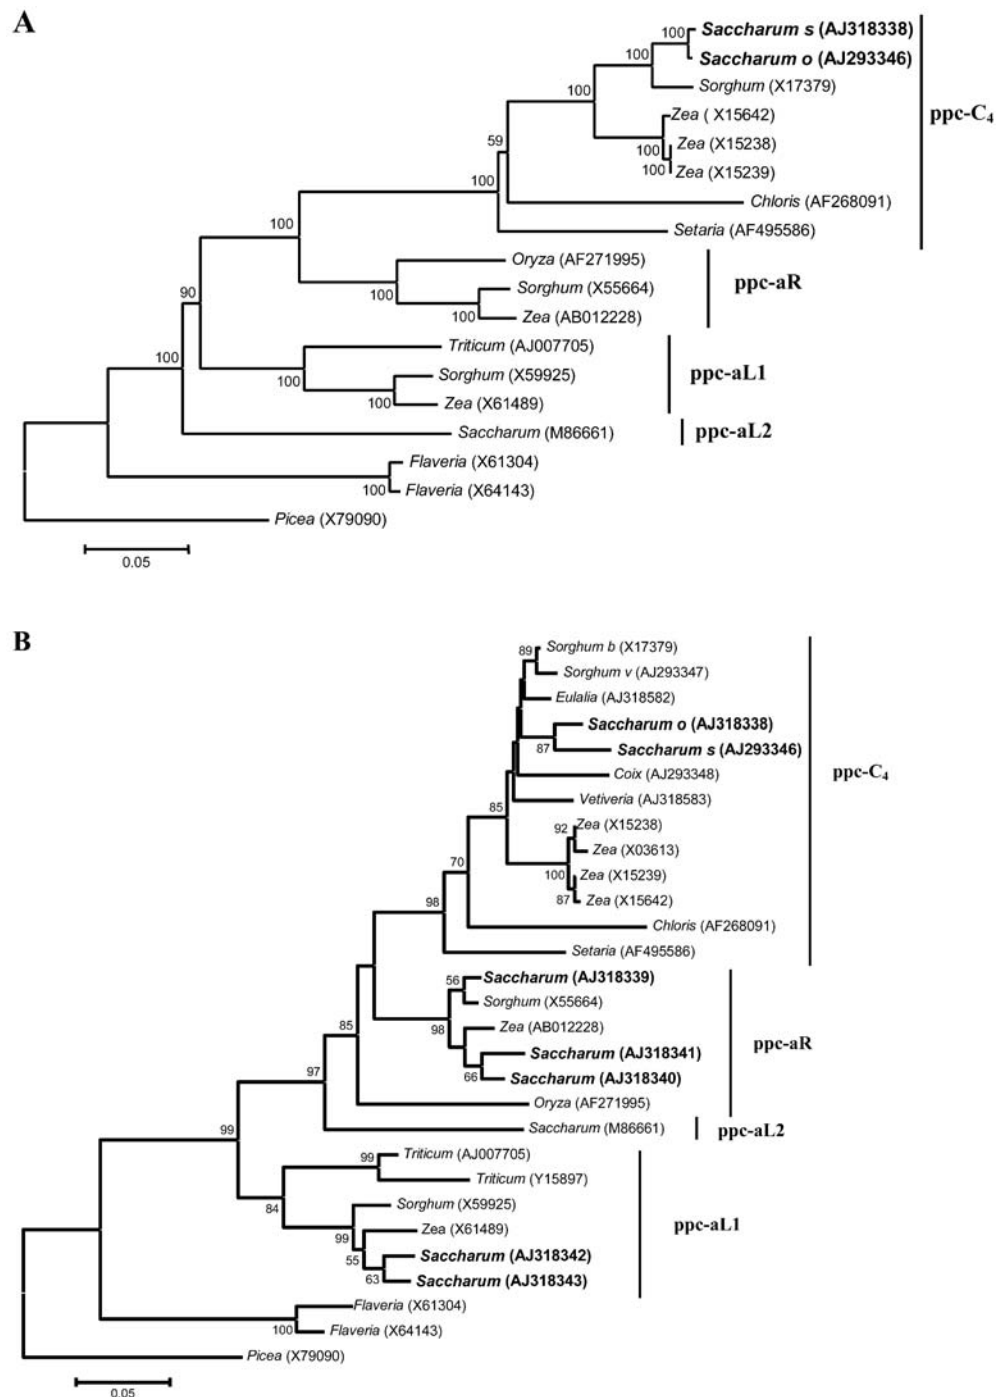 A
100 Saccharum s (AJ318338)
100 Saccharum o (AJ293346)
100 Sorghum (X17379)
Zea ( X15642)
ppc-C4
59 100 Zea (X15238)
100 100 Zea (X15239)
Chloris (AF268091)
100 Setaria (AF495586)
Oryza (AF271995)
90 100 Sorghum (X55664)
ppc-aR
100 Zea (AB012228)
100 Triticum (AJ007705)
100 Sorghum (X59925)
ppc-aL1
100 Zea (X61489)
Saccharum (M86661)
ppc-aL2
Flaveria (X61304)
100 Flaveria (X64143)
Picea (X79090)
0.05
B
89 Sorghum b (X17379)
Sorghum v (AJ293347)
Eulalia (AJ318582)
Saccharum o (AJ318338)
87 Saccharum s (AJ293346)
Coix (AJ293348)
ppc-C4
85 Vetiveria (AJ318583)
92 Zea (X15238)
Zea (X03613)
70 100 Zea (X15239)
87 Zea (X15642)
98 Chloris (AF268091)
Setaria (AF495586)
56 Saccharum (AJ318339)
Sorghum (X55664)
85 98 Zea (AB012228)
ppc-aR
Saccharum (AJ318341)
97 66 Saccharum (AJ318340)
Oryza (AF271995)
99 Saccharum (M86661)
ppc-aL2
99 Triticum (AJ007705)
Triticum (Y15897)
84 Sorghum (X59925)
ppc-aL1
99 Zea (X61489)
55 Saccharum (AJ318342)
63 Saccharum (AJ318343)
Flaveria (X61304)
100 Flaveria (X64143)
Picea (X79090)
0.05